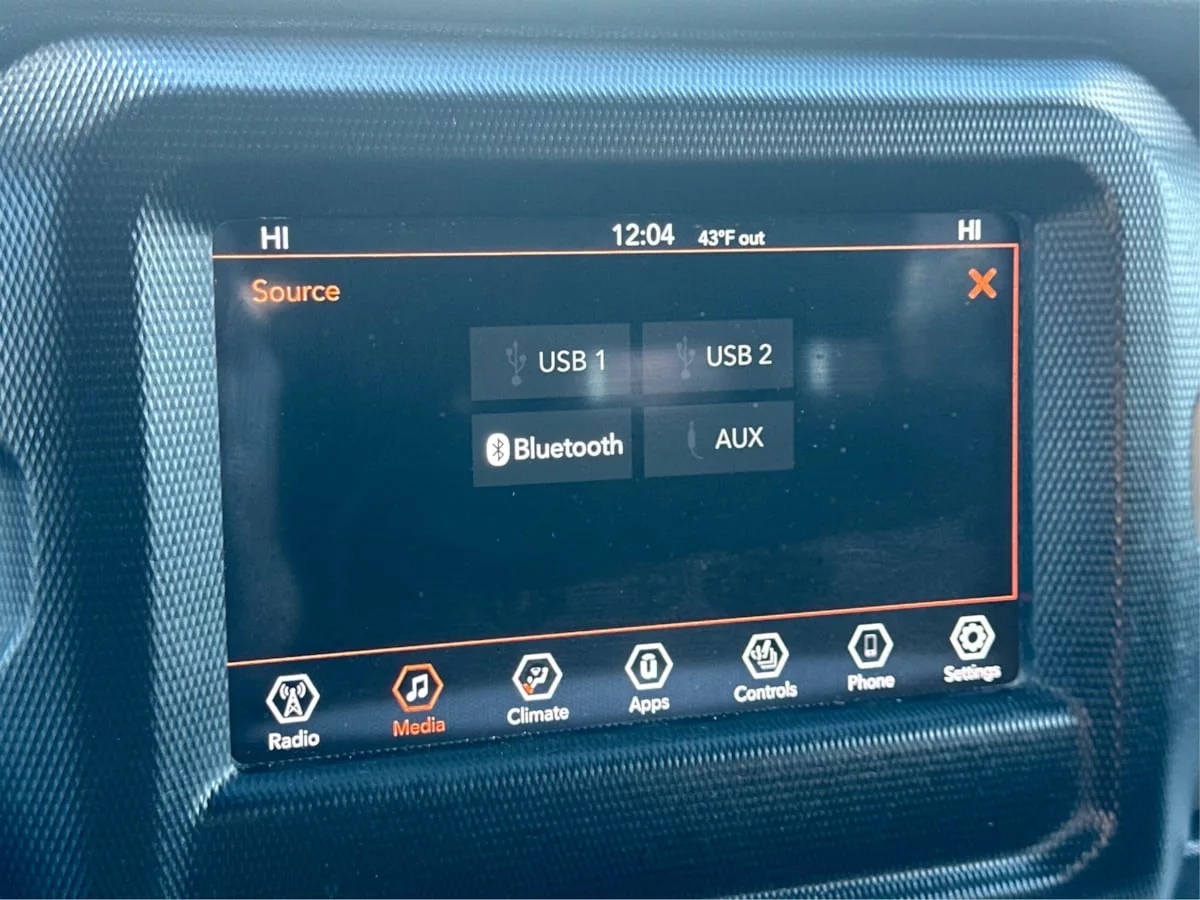 HI 12:04 43°F out HI
Source X
USB 1 USB 2
Bluetooth AUX
Radio Media Climate Apps Controls Phone Settings